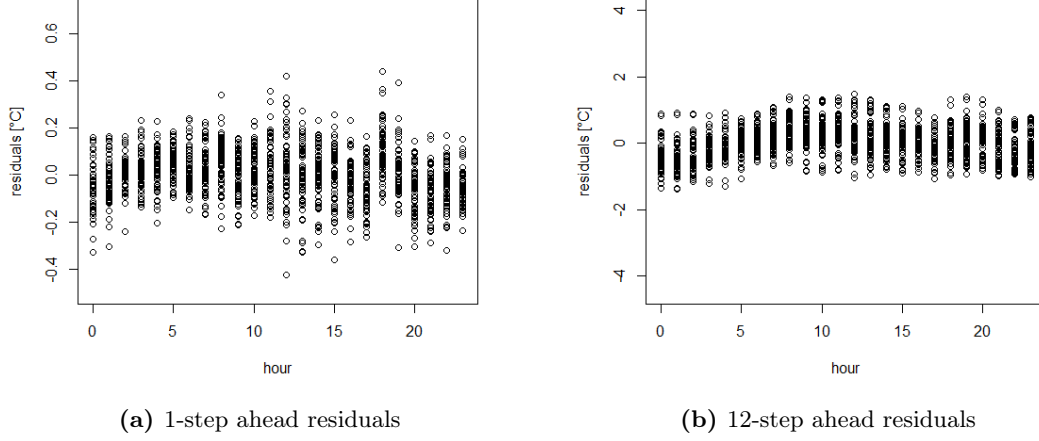 0.6
0.4
0.2
0.0
-0.2
-0.4
residuals [°C]
0 5 10 15 20
hour
(a) 1-step ahead residuals
4
2
0
-2
-4
residuals [°C]
0 5 10 15 20
hour
(b) 12-step ahead residuals